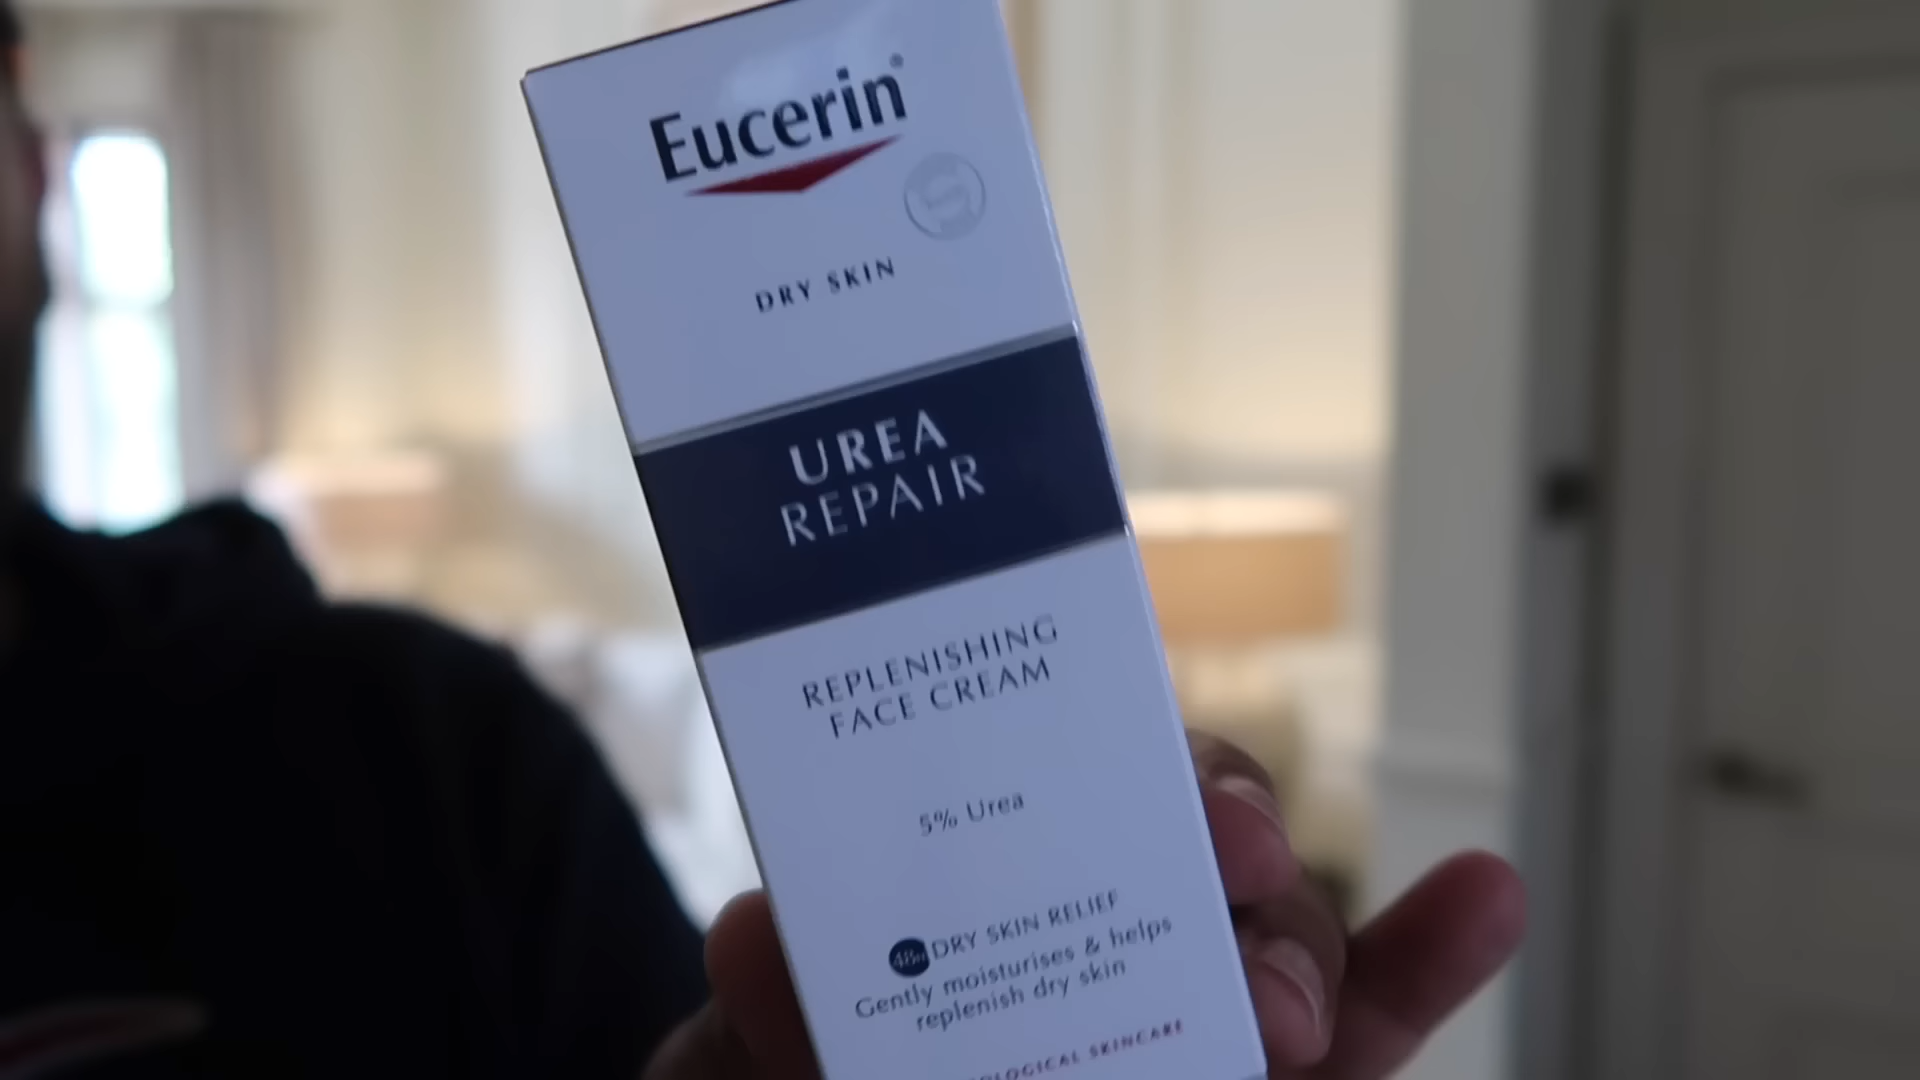 Eucerin®
DRY SKIN
UREA
REPAIR
REPLENISHING
FACE CREAM
5% Urea
48H DRY SKIN RELIEF
Gently moisturises & helps
replenish dry skin
SKINCARE